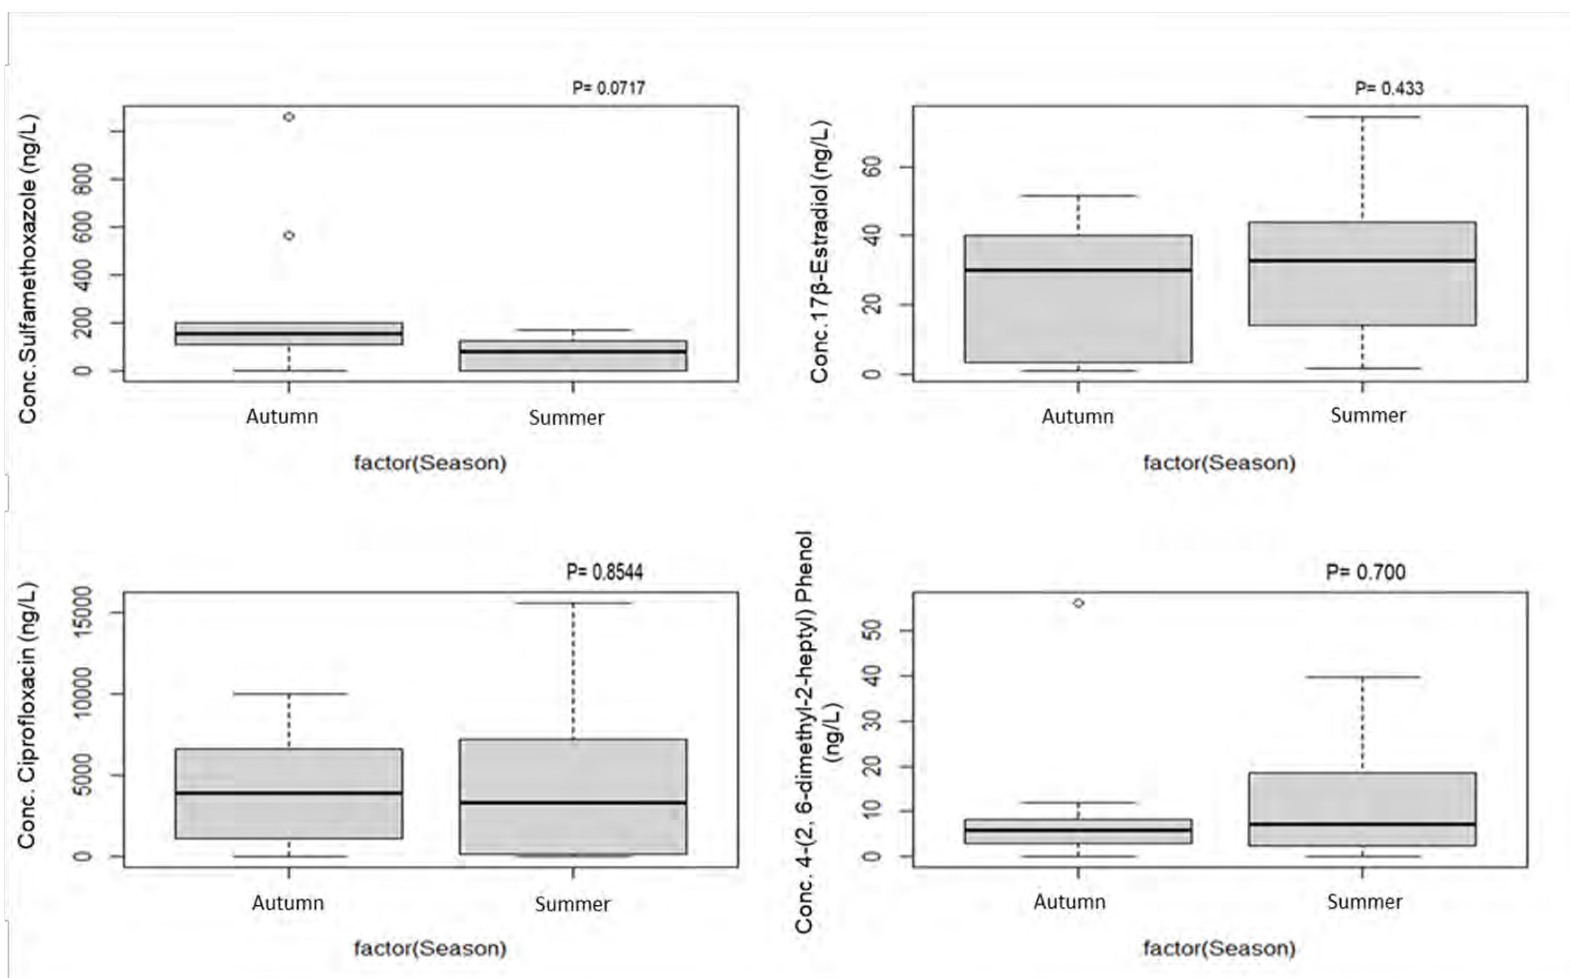 P= 0.0717
Conc.Sulfamethoxazole (ng/L)
0
200
400
600
800
Autumn
Summer
factor(Season)
P= 0.433
Conc.17β-Estradiol (ng/L)
0
20
40
60
Autumn
Summer
factor(Season)
P= 0.8544
Conc. Ciprofloxacin (ng/L)
0
5000
10000
15000
Autumn
Summer
factor(Season)
P= 0.700
Conc. 4-(2, 6-dimethyl-2-heptyl) Phenol
(ng/L)
0
10
20
30
40
50
Autumn
Summer
factor(Season)